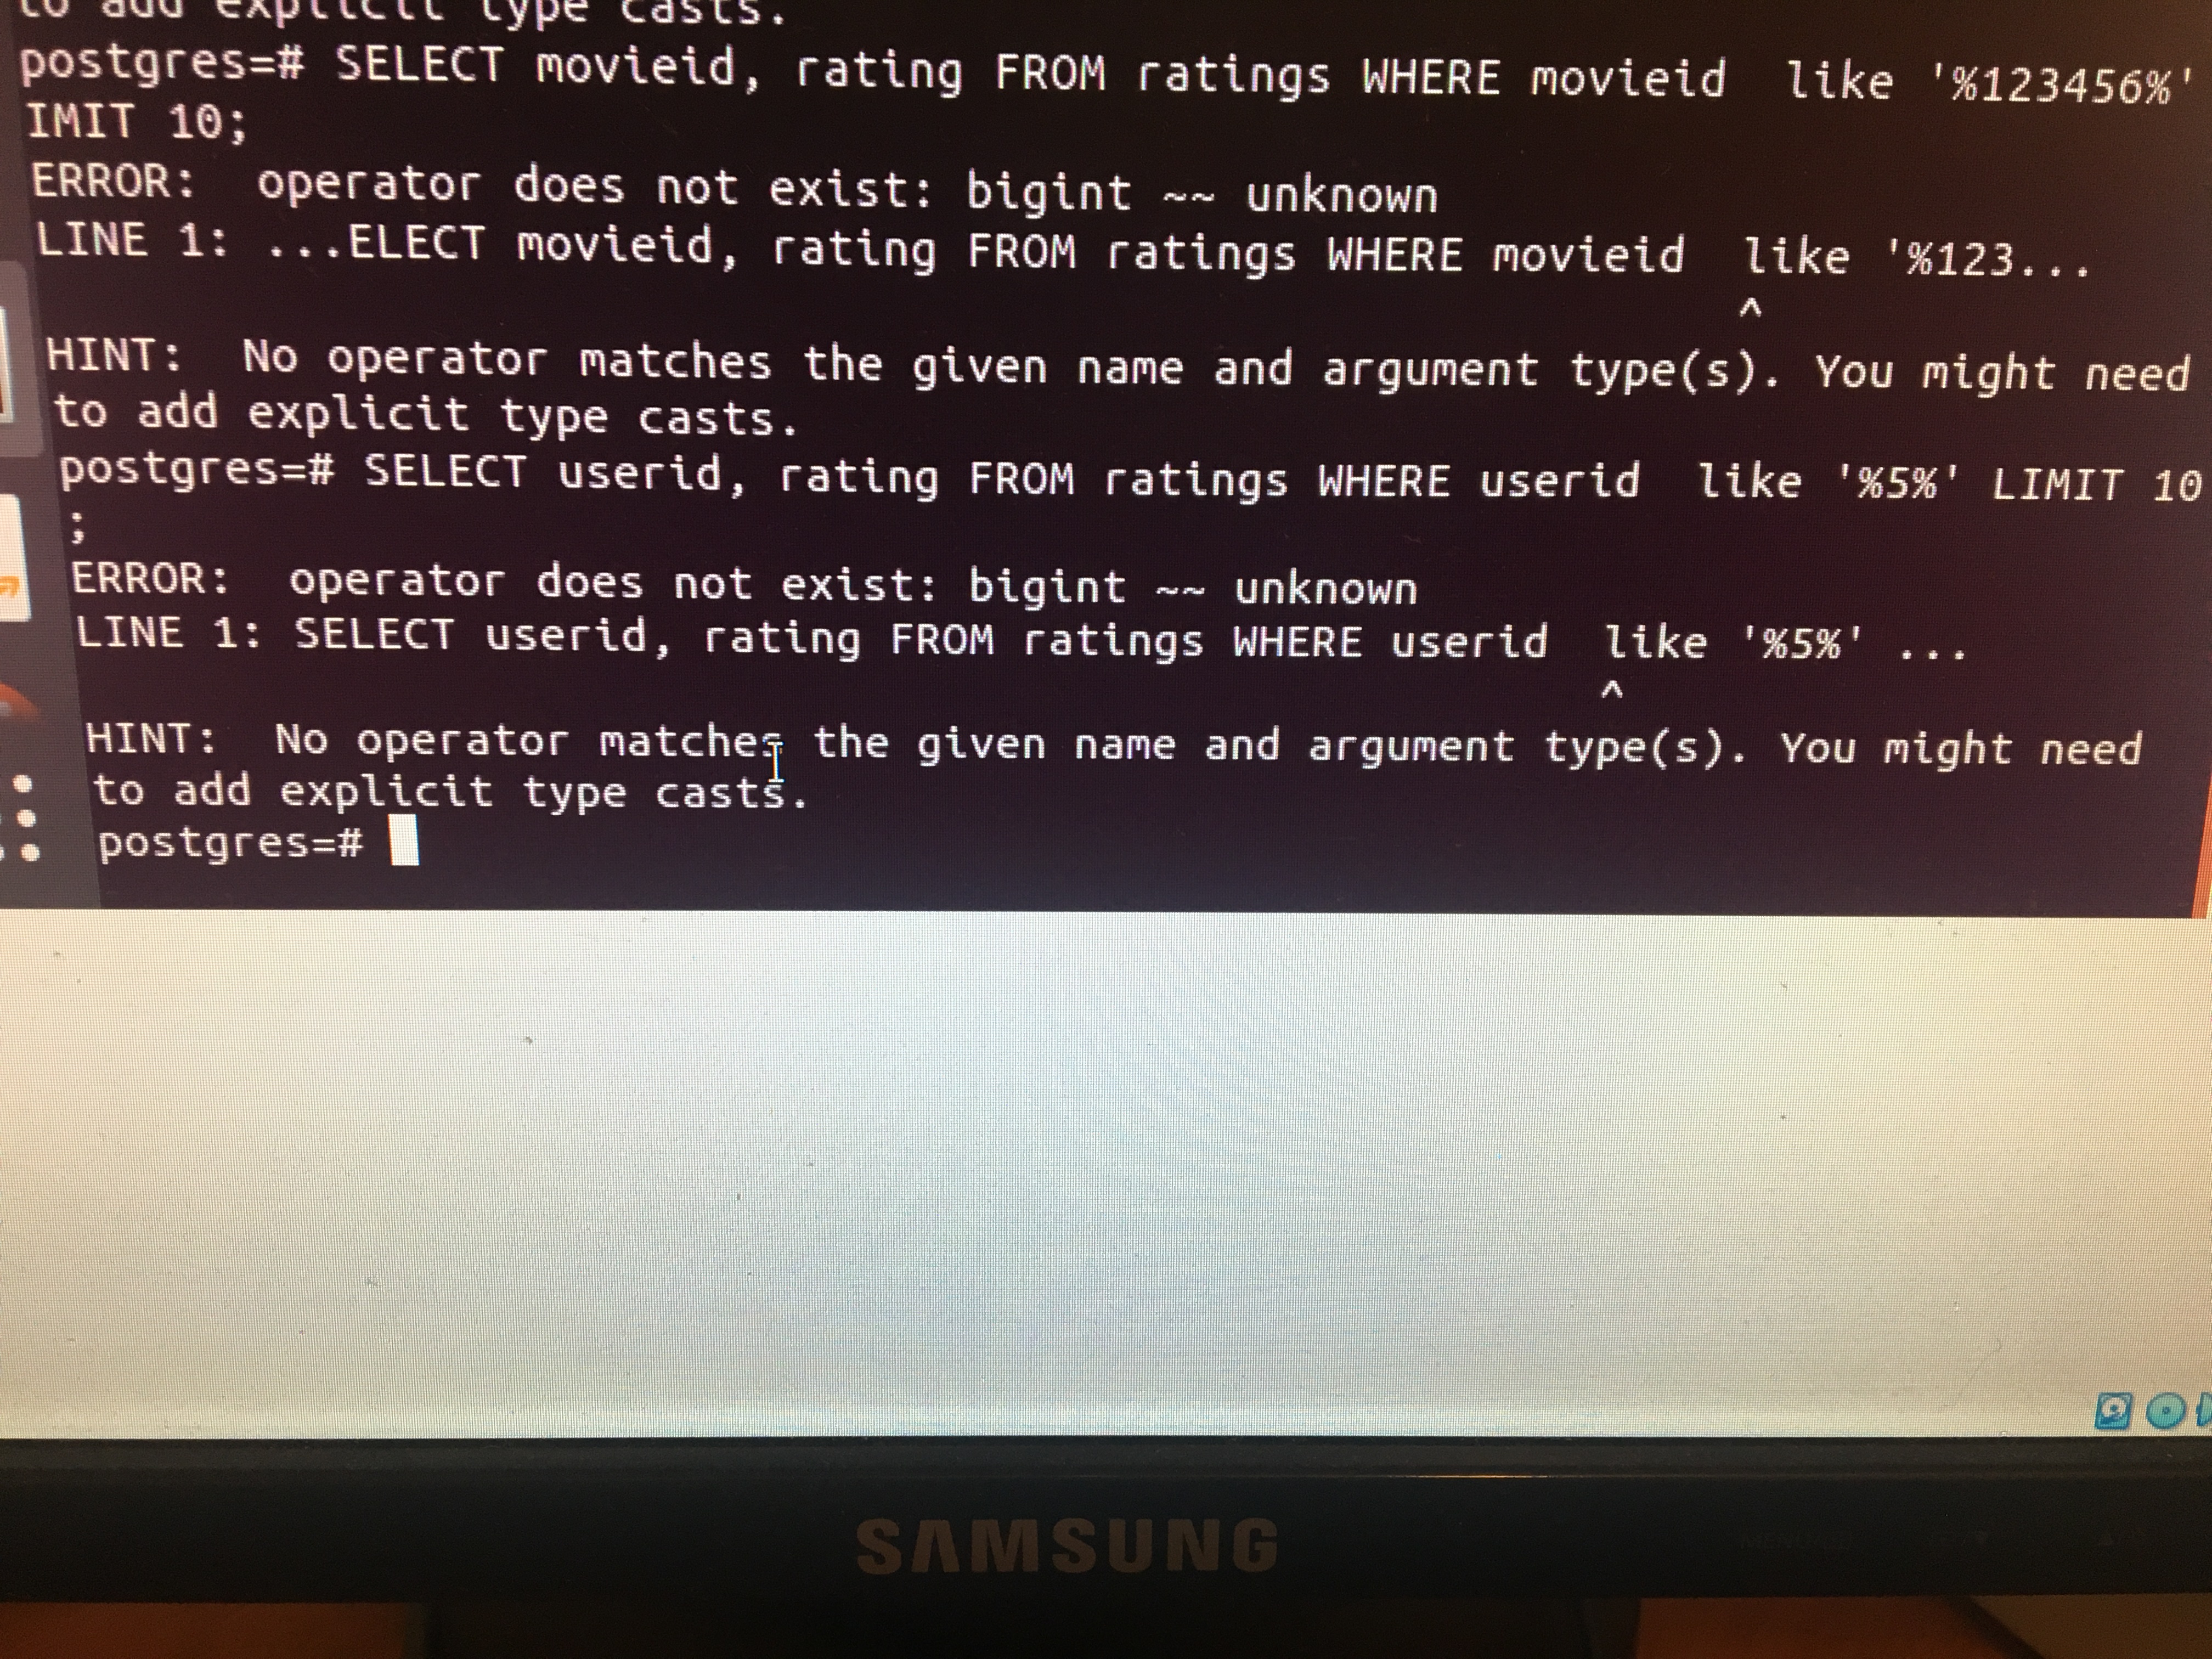 to add explicit type casts.
postgres=# SELECT movieid, rating FROM ratings WHERE movieid  like '%123456%'
IMIT 10;
ERROR:  operator does not exist: bigint ~~ unknown
LINE 1: ...ELECT movieid, rating FROM ratings WHERE movieid  like '%123...
^
HINT:  No operator matches the given name and argument type(s). You might need
to add explicit type casts.
postgres=# SELECT userid, rating FROM ratings WHERE userid  like '%5%' LIMIT 10
;
ERROR:  operator does not exist: bigint ~~ unknown
LINE 1: SELECT userid, rating FROM ratings WHERE userid  like '%5%' ...
^
HINT:  No operator matches the given name and argument type(s). You might need
to add explicit type casts.
postgres=#
SAMSUNG